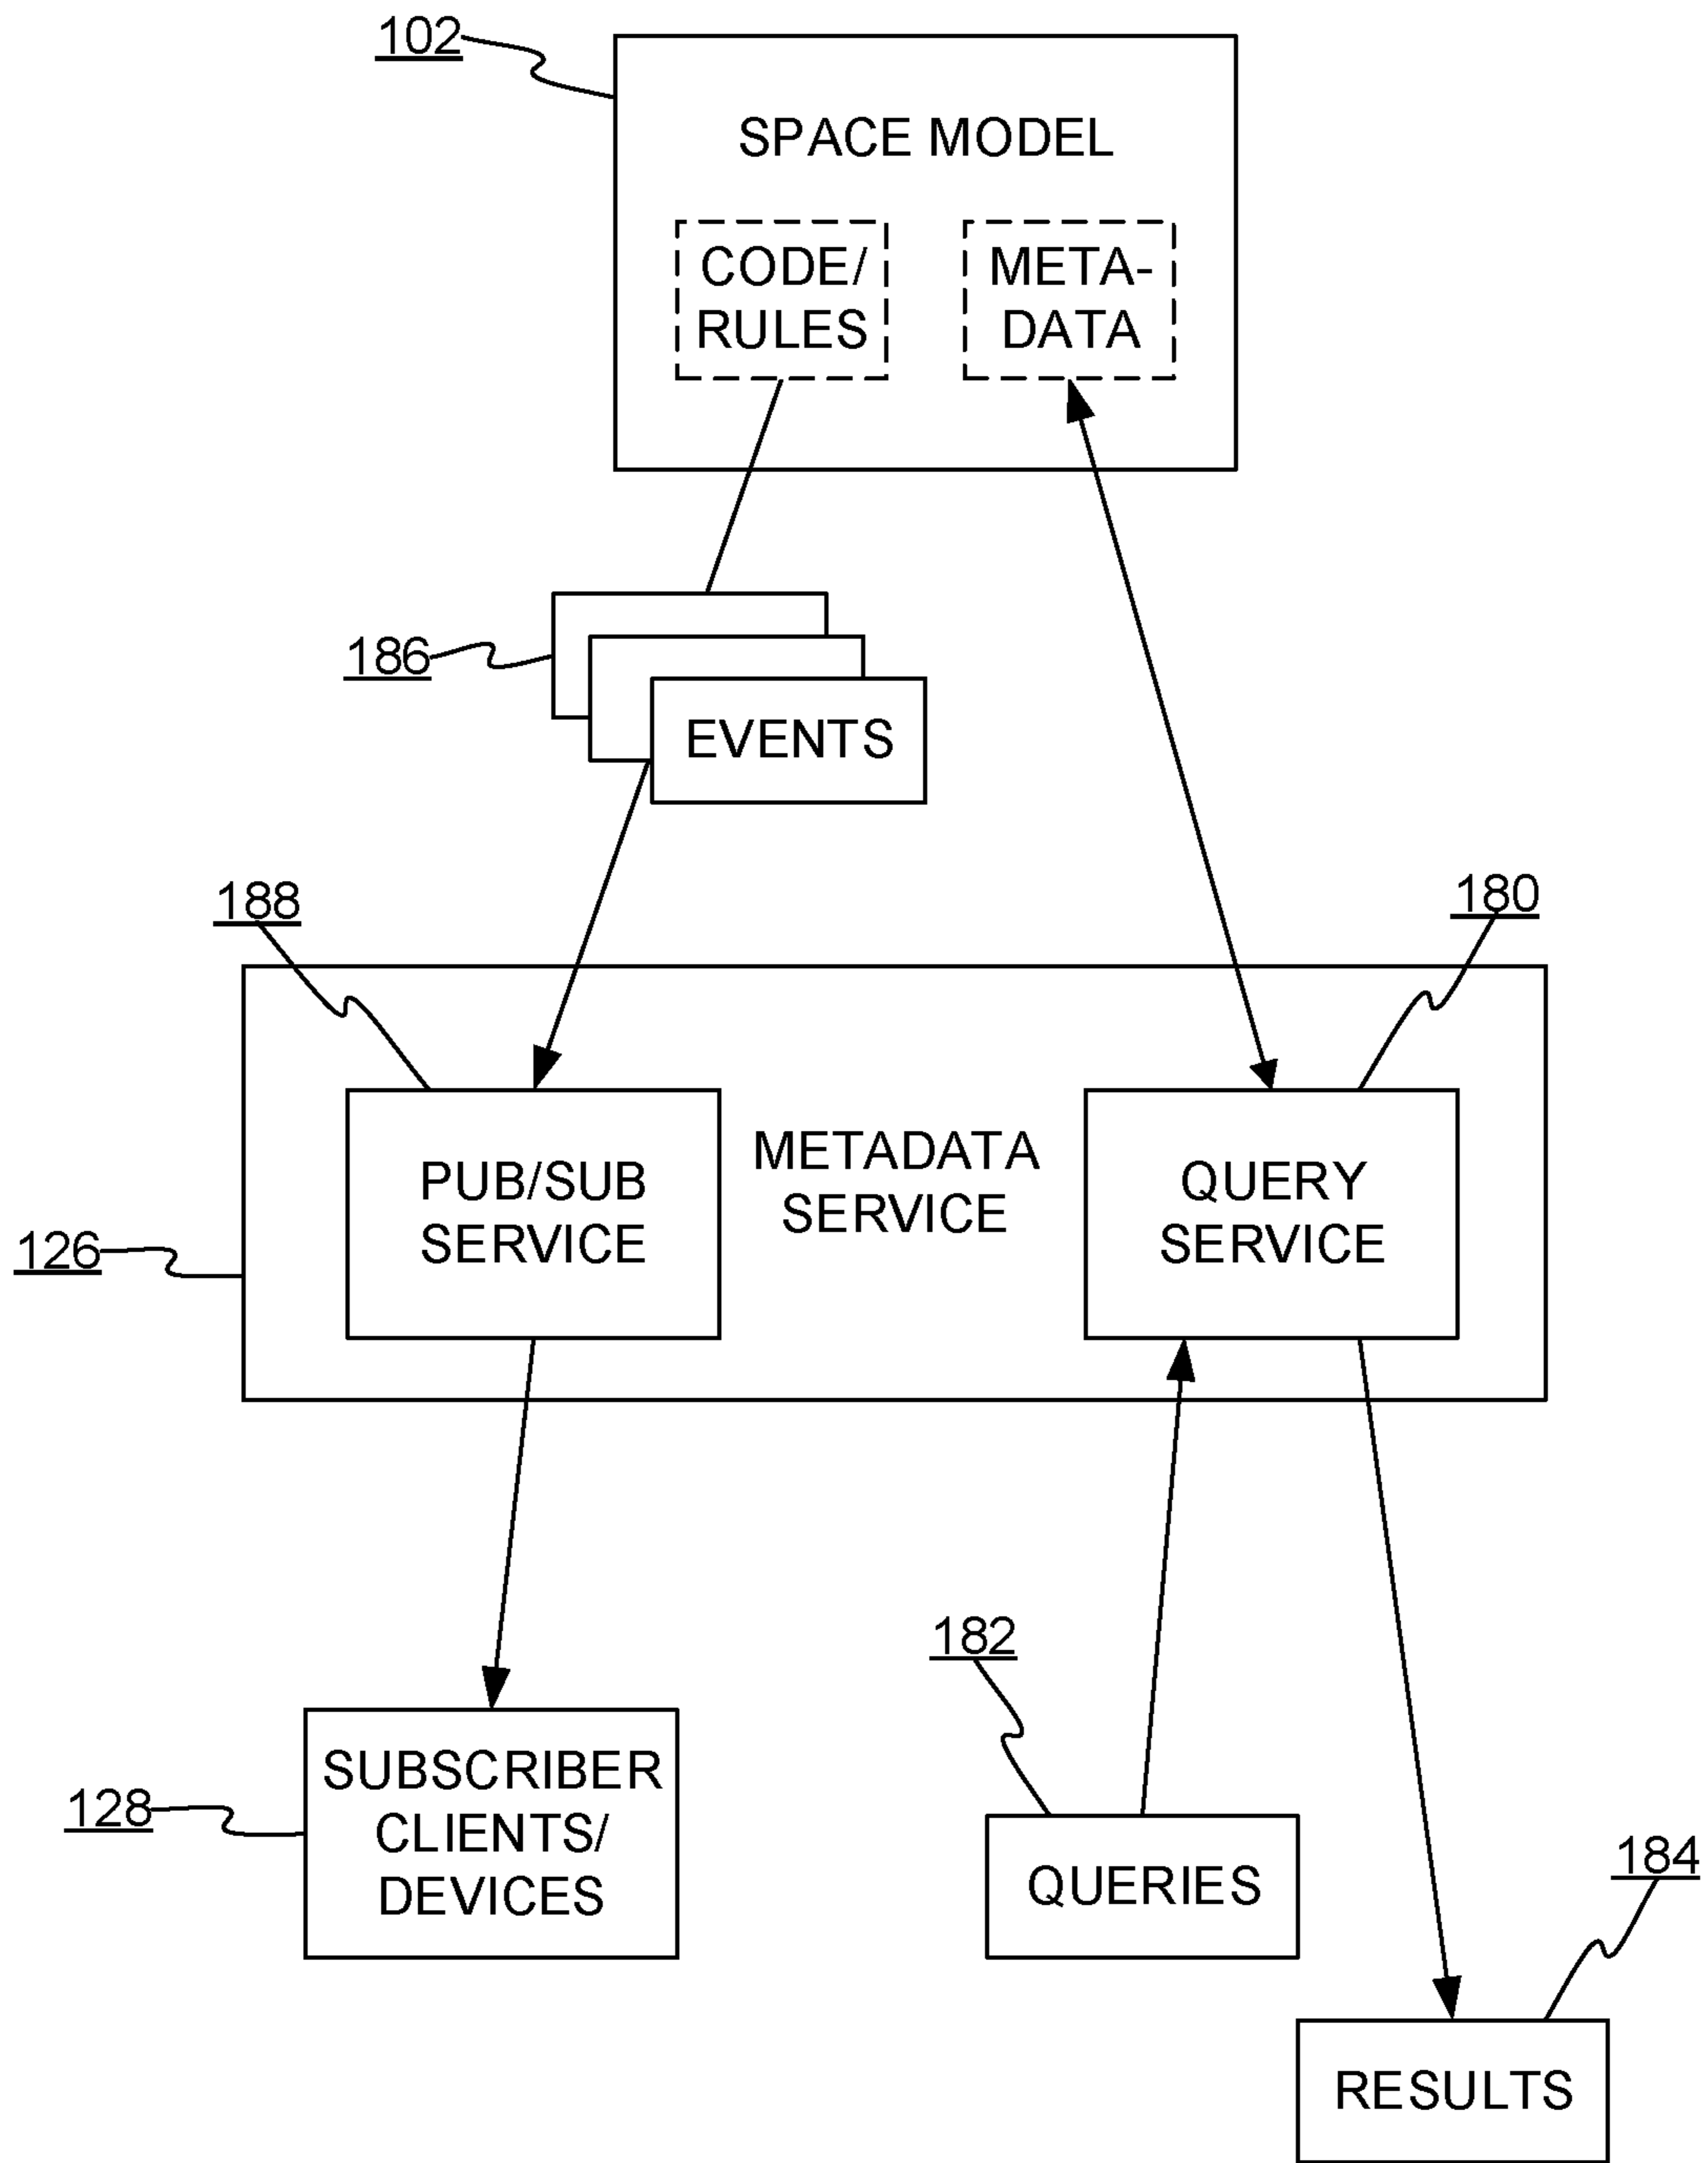 102
SPACE MODEL
CODE/
RULES
META-
DATA
186
EVENTS
188
180
126
PUB/SUB
SERVICE
METADATA
SERVICE
QUERY
SERVICE
128
SUBSCRIBER
CLIENTS/
DEVICES
182
QUERIES
184
RESULTS